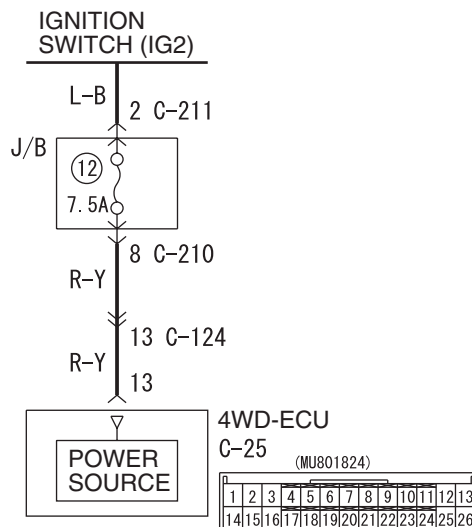 IGNITION
SWITCH (IG2)
L-B
2 C-211
J/B
12
7.5A
8 C-210
R-Y
13 C-124
R-Y
13
4WD-ECU
C-25
(MU801824)
POWER
SOURCE
1 2 3 4 5 6 7 8 9 10 11 12 13
14 15 16 17 18 19 20 21 22 23 24 25 26